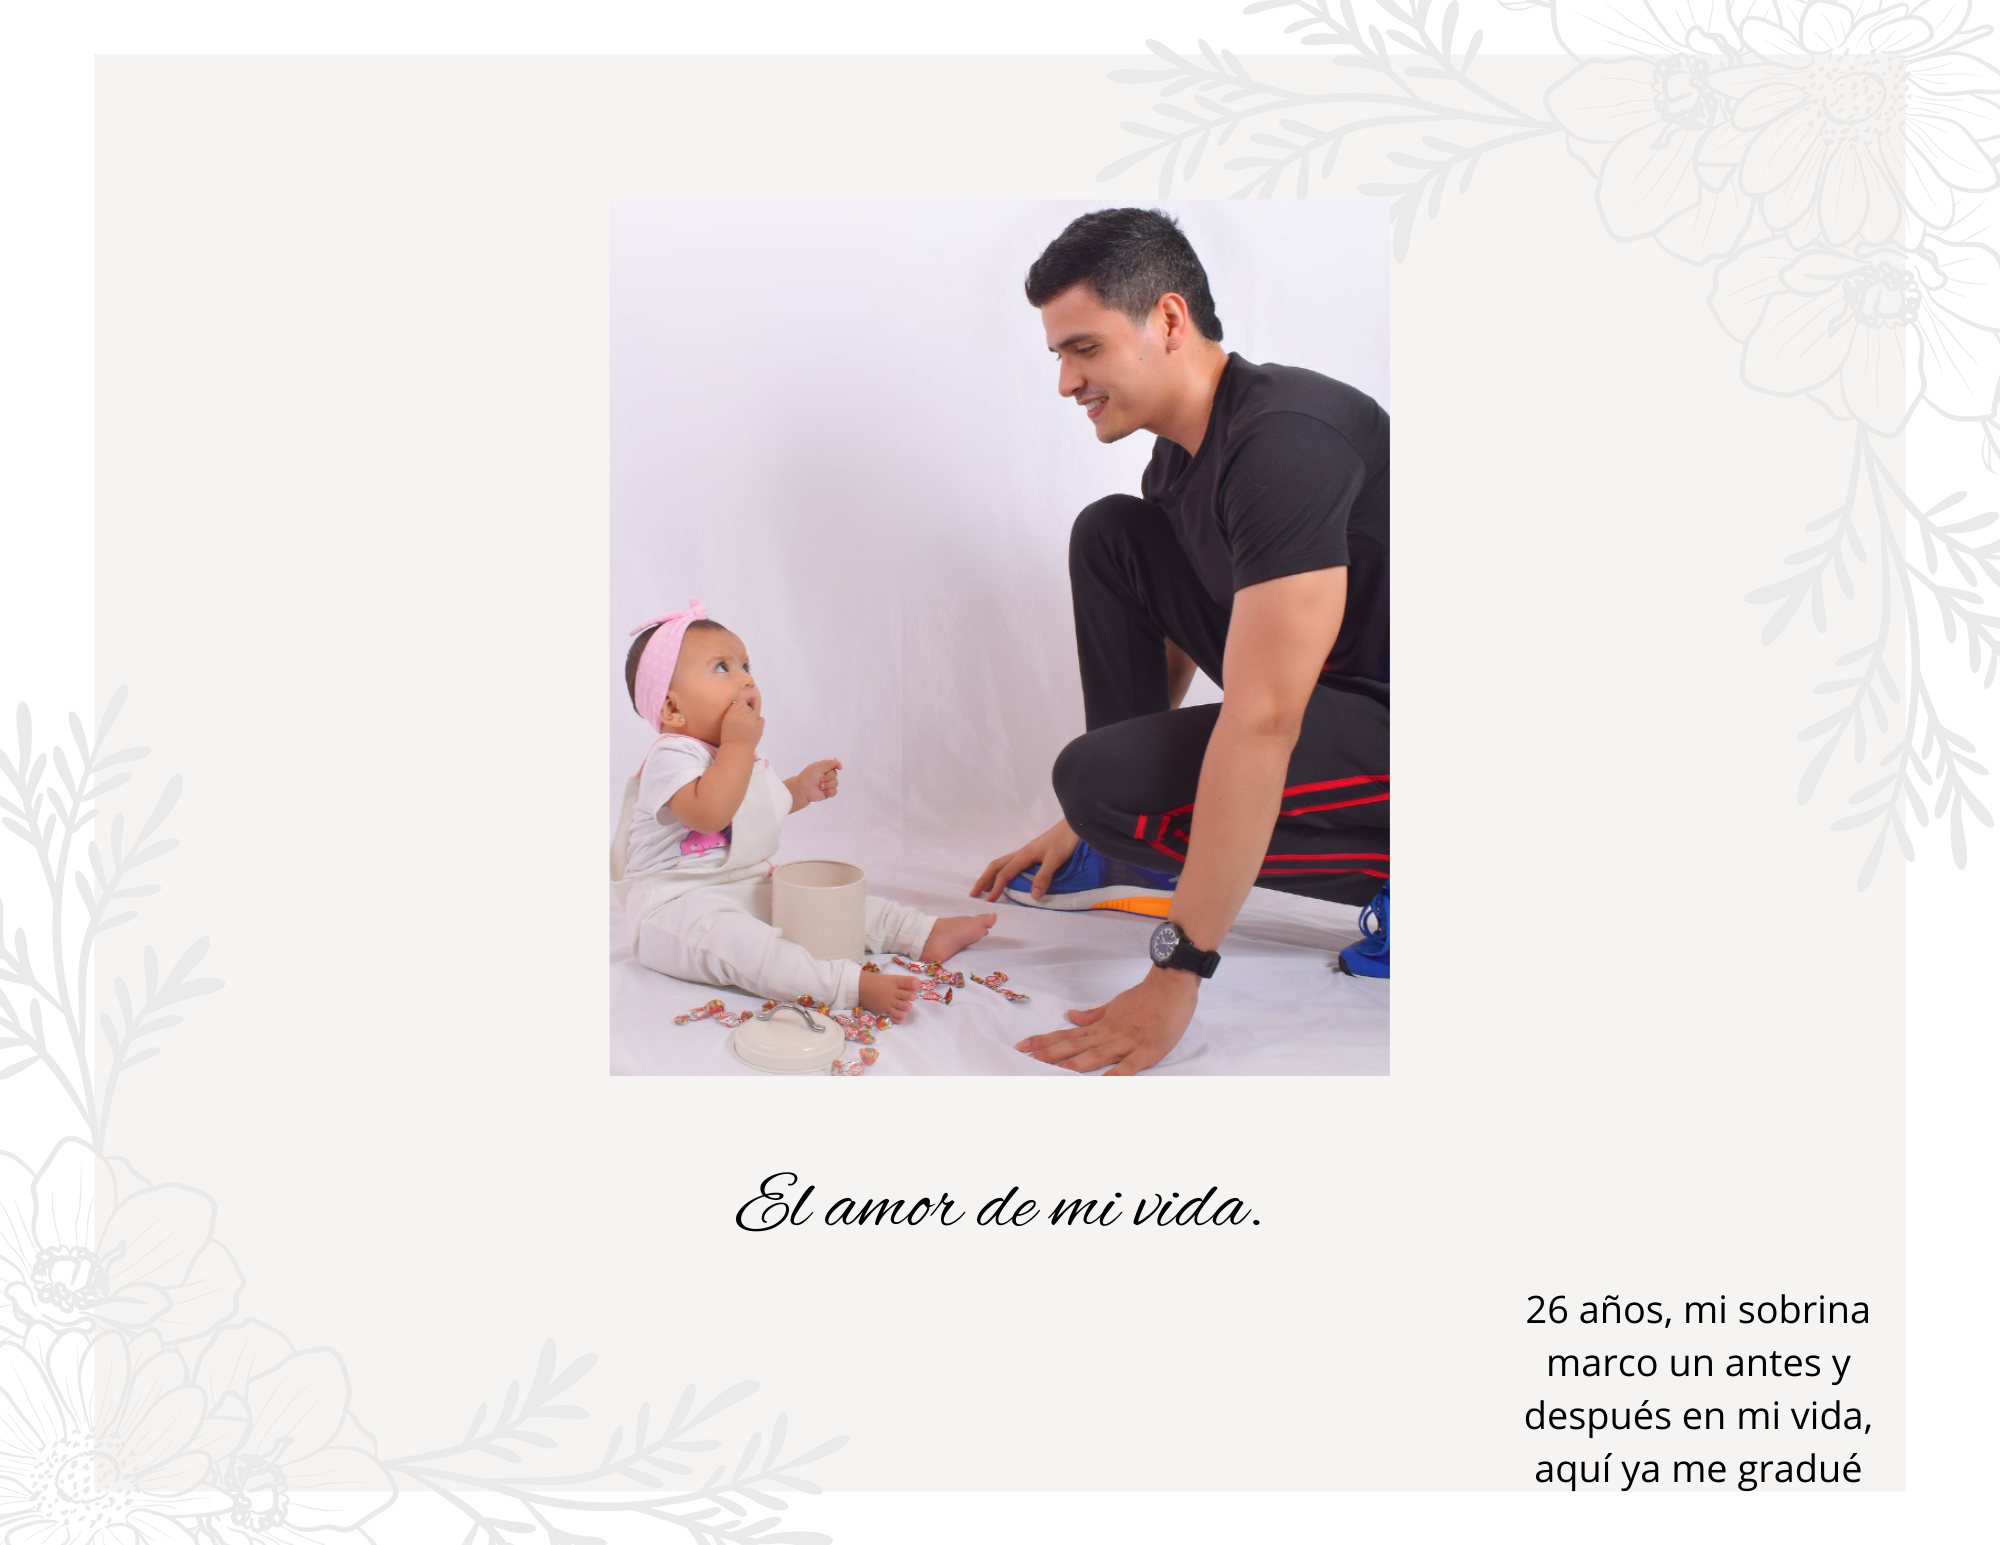 El amor de mi vida.
26 años, mi sobrina
marco un antes y
después en mi vida,
aquí ya me gradué